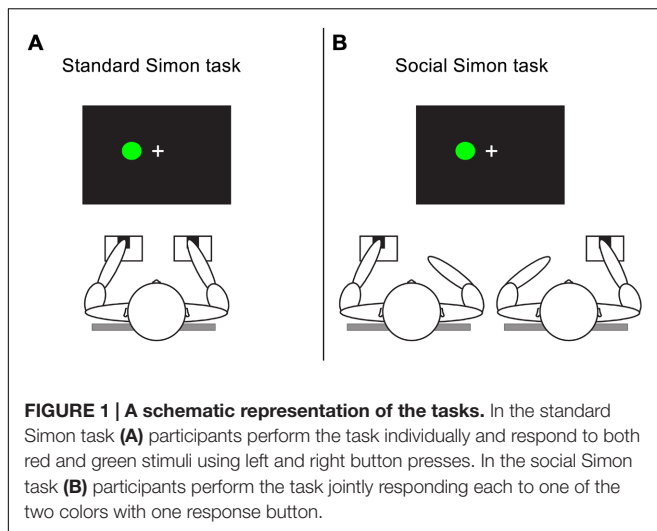 A
Standard Simon task
B
Social Simon task
FIGURE 1 | A schematic representation of the tasks. In the standard
Simon task (A) participants perform the task individually and respond to both
red and green stimuli using left and right button presses. In the social Simon
task (B) participants perform the task jointly responding each to one of the
two colors with one response button.